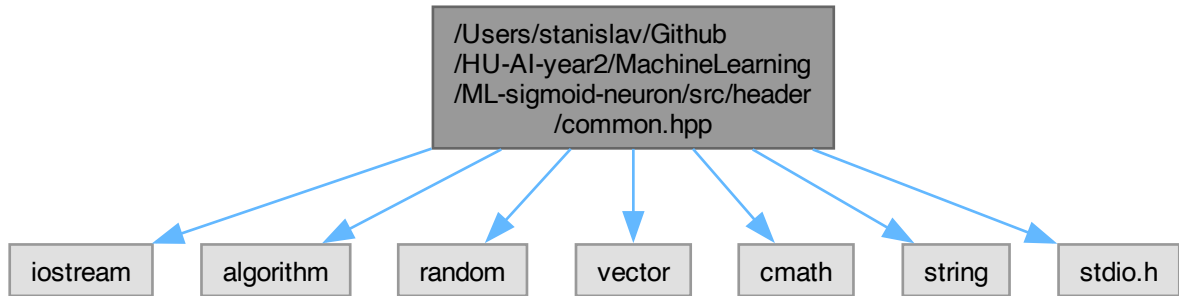 /Users/stanislav/Github
/HU-AI-year2/MachineLearning
/ML-sigmoid-neuron/src/header
/common.hpp
iostream
algorithm
random
vector
cmath
string
stdio.h